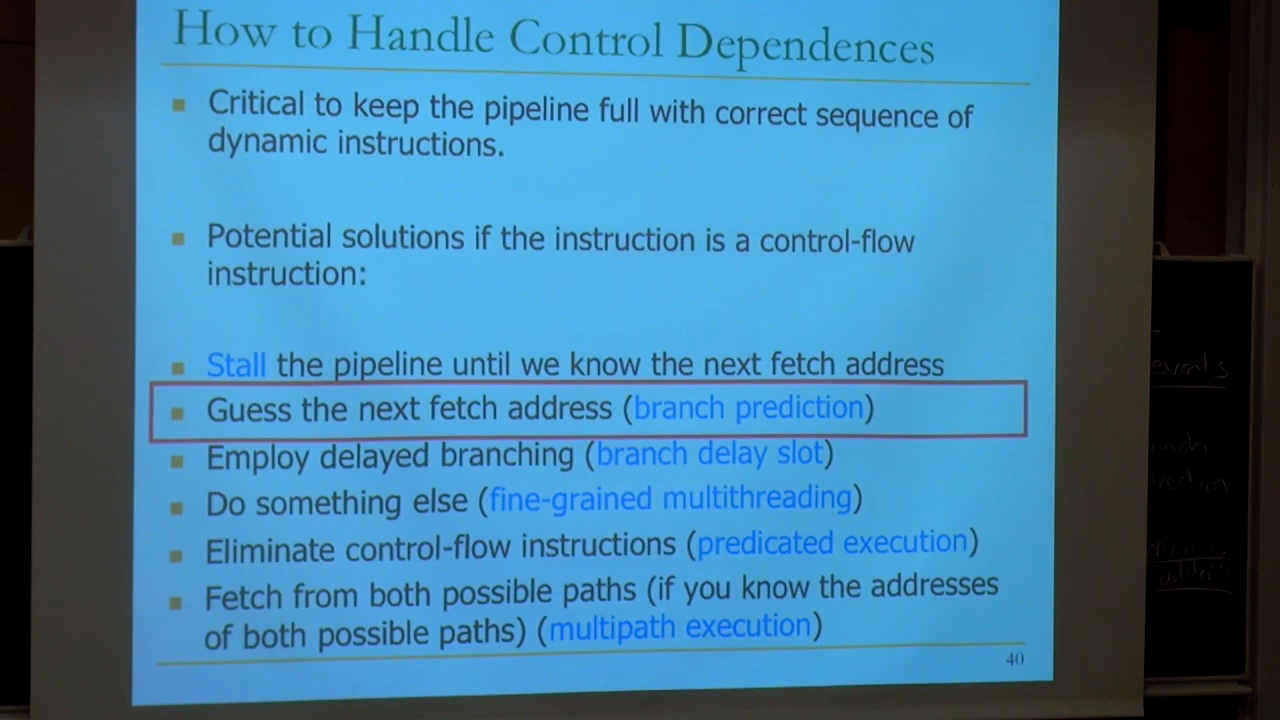 How to Handle Control Dependences
Critical to keep the pipeline full with correct sequence of
dynamic instructions.
Potential solutions if the instruction is a control-flow
instruction:
Stall the pipeline until we know the next fetch address
Guess the next fetch address (branch prediction)
Employ delayed branching (branch delay slot)
Do something else (fine-grained multithreading)
Eliminate control-flow instructions (predicated execution)
Fetch from both possible paths (if you know the addresses
of both possible paths) (multipath execution)
40
events